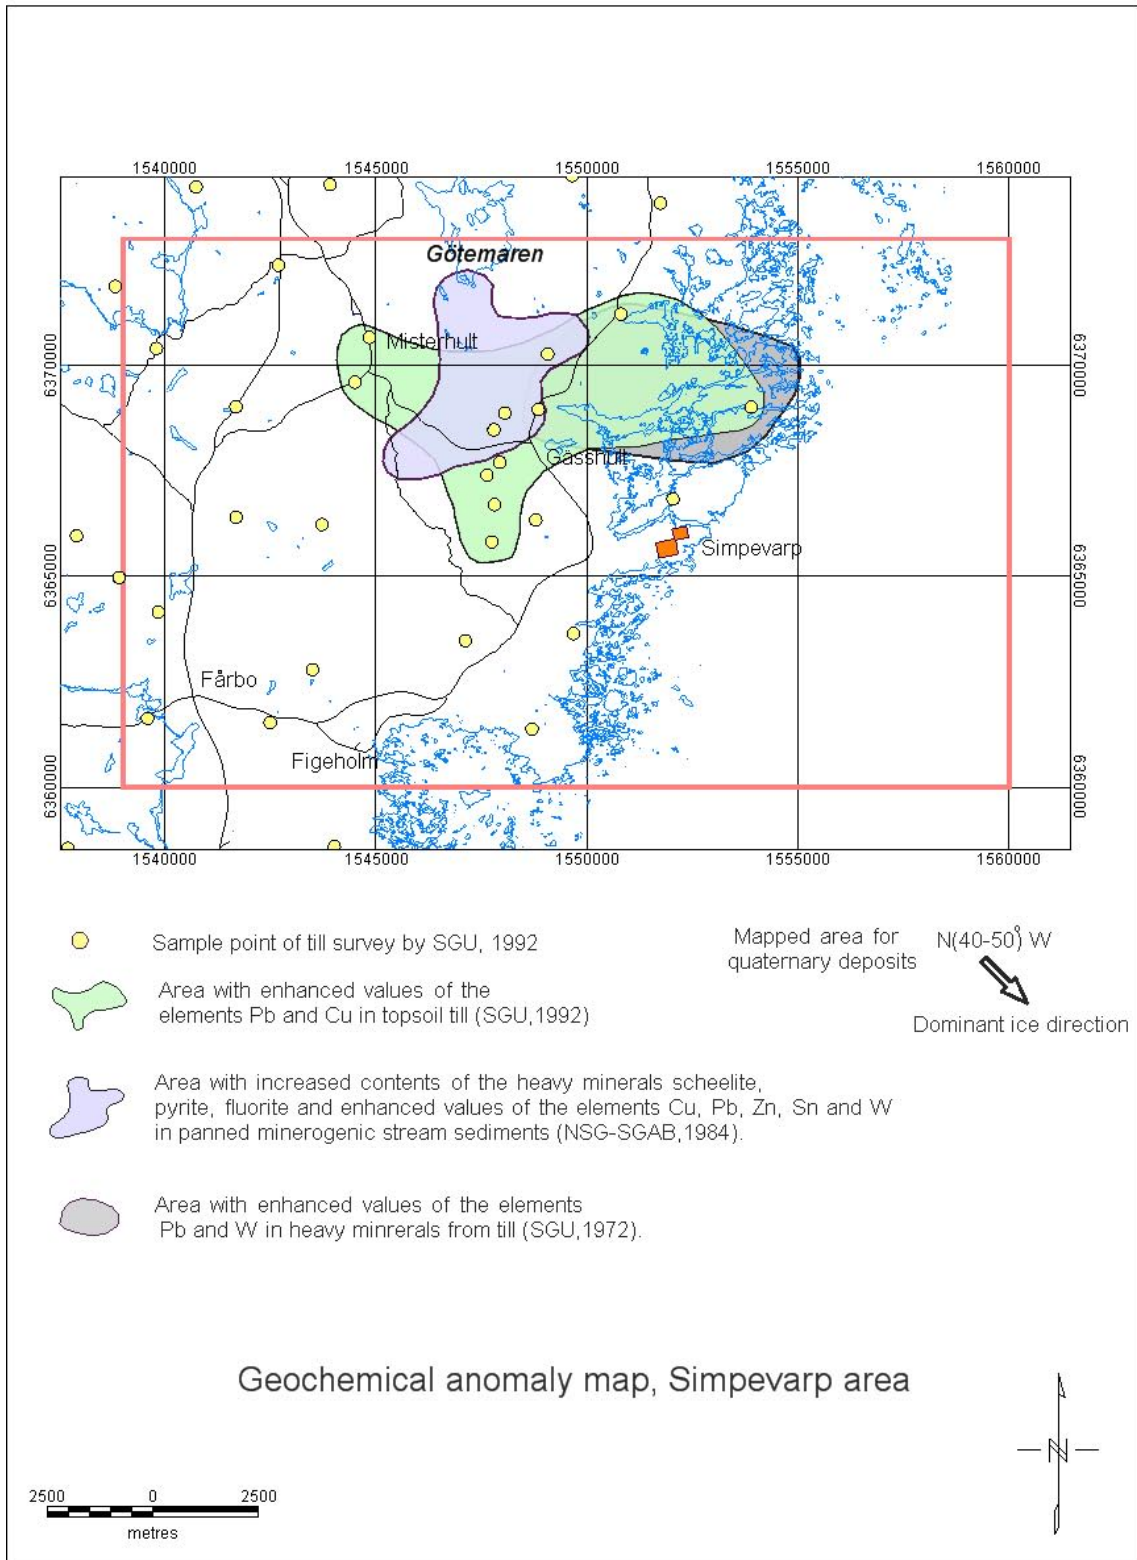 1540000 1545000 1550000 1555000 1560000
Götemaren
Misterhult
6370000 6370000
Gässhult
Simpevarp
6365000 6365000
Fårbo
Figeholm
6360000 6360000
1540000 1545000 1550000 1555000 1560000
Sample point of till survey by SGU, 1992
Area with enhanced values of the
elements Pb and Cu in topsoil till (SGU,1992)
Area with increased contents of the heavy minerals scheelite,
pyrite, fluorite and enhanced values of the elements Cu, Pb, Zn, Sn and W
in panned minerogenic stream sediments (NSG-SGAB,1984).
Area with enhanced values of the elements
Pb and W in heavy minrerals from till (SGU,1972).
Mapped area for
quaternary deposits
N(40-50)° W
Dominant ice direction
Geochemical anomaly map, Simpevarp area
N
2500 0 2500
metres